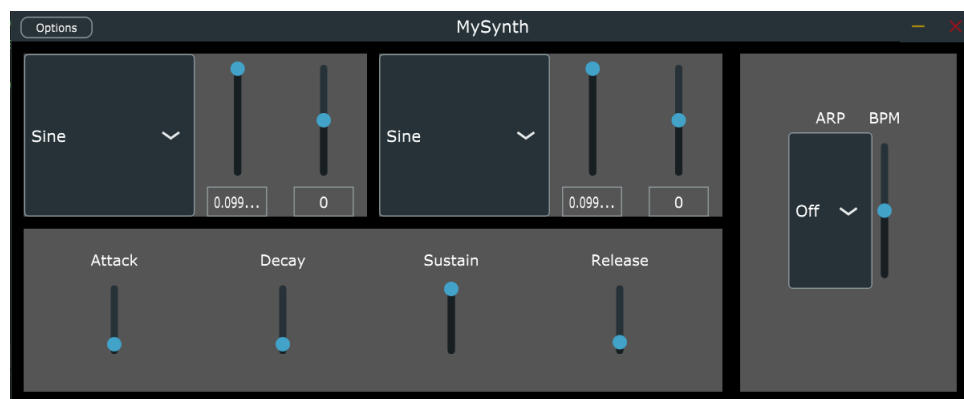 Options
MySynth
Sine
0.099...
0
Sine
0.099...
0
ARP BPM
Off
Attack Decay Sustain Release